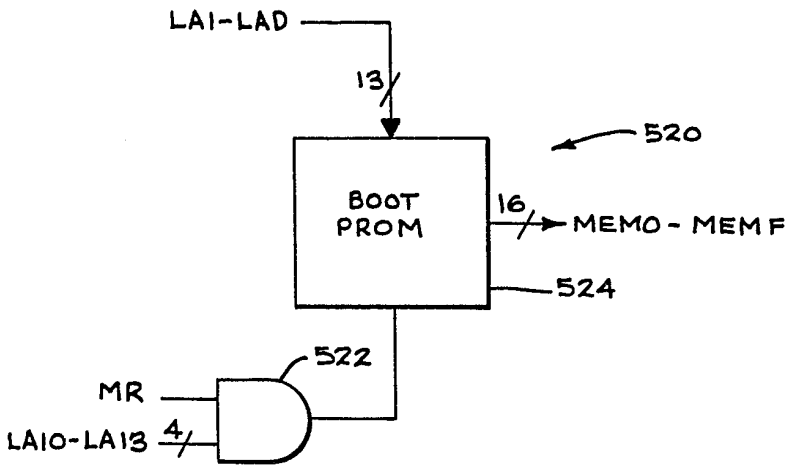 LA1-LAD
13
520
BOOT
PROM
16
MEM0 - MEMF
524
522
MR
LA10-LA13
4